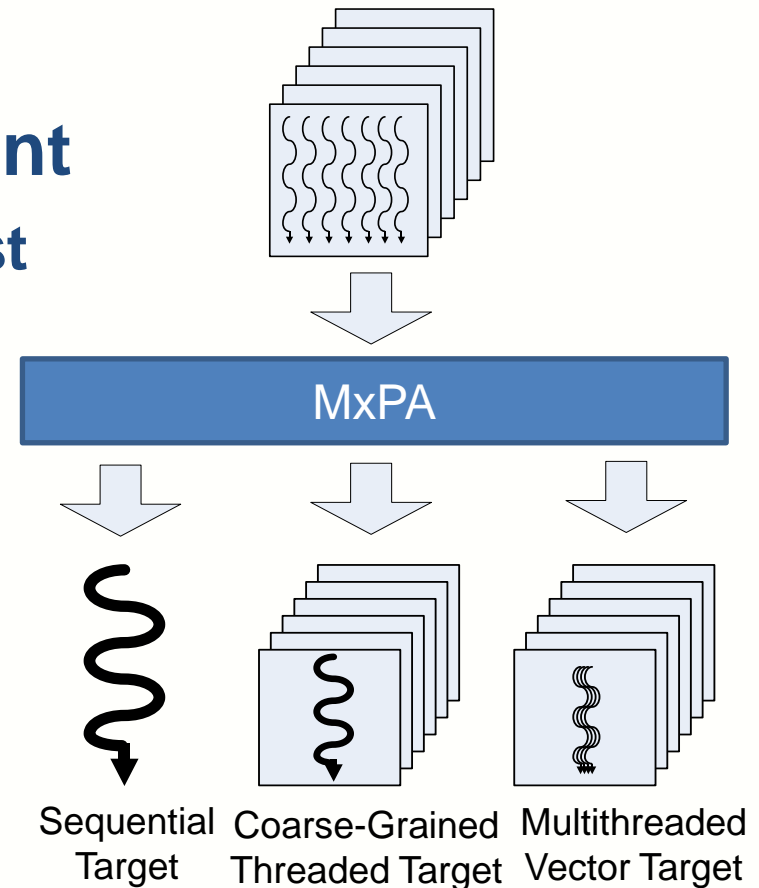 nt
st
MxPA
Sequential
Target
Coarse-Grained
Threaded Target
Multithreaded
Vector Target